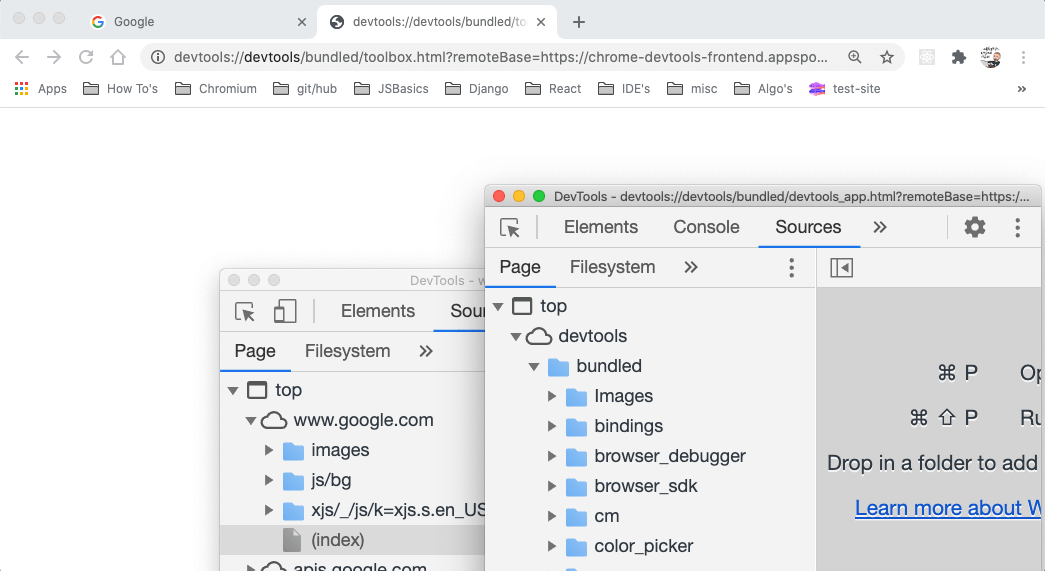 Google
devtools://devtools/bundled/to
devtools://devtools/bundled/toolbox.html?remoteBase=https://chrome-devtools-frontend.appspo...
Apps How To's Chromium git/hub JSBasics Django React IDE's misc Algo's test-site »
DevTools - devtools://devtools/bundled/devtools_app.html?remoteBase=https:/...
Elements Console Sources »
Page Filesystem »
top
devtools
bundled
Images
bindings
browser_debugger
browser_sdk
cm
color_picker
⌘ P Op
⌘ ⇧ P Ru
Drop in a folder to add
Learn more about W
DevTools - w
Elements Sour
Page Filesystem »
top
www.google.com
images
js/bg
xjs/_/js/k=xjs.s.en_US
(index)
apis.google.com